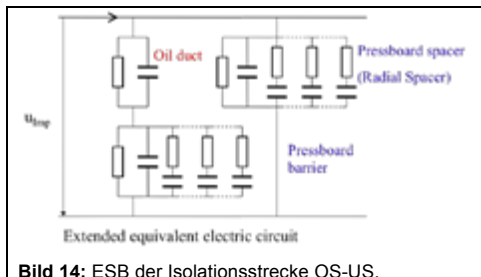 Oil duct
Pressboard spacer
(Radial Spacer)
Pressboard
barrier
Extended equivalent electric circuit
Bild 14: ESB der Isolationsstrecke OS-US.